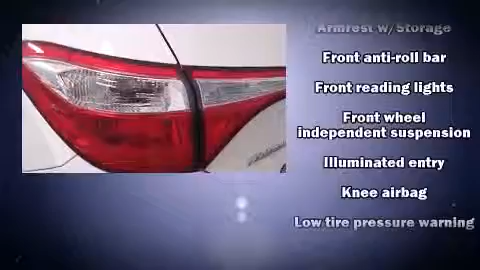 Armrest w/Storage
Front anti-roll bar
Front reading lights
Front wheel
independent suspension
Illuminated entry
Knee airbag
Low tire pressure warning